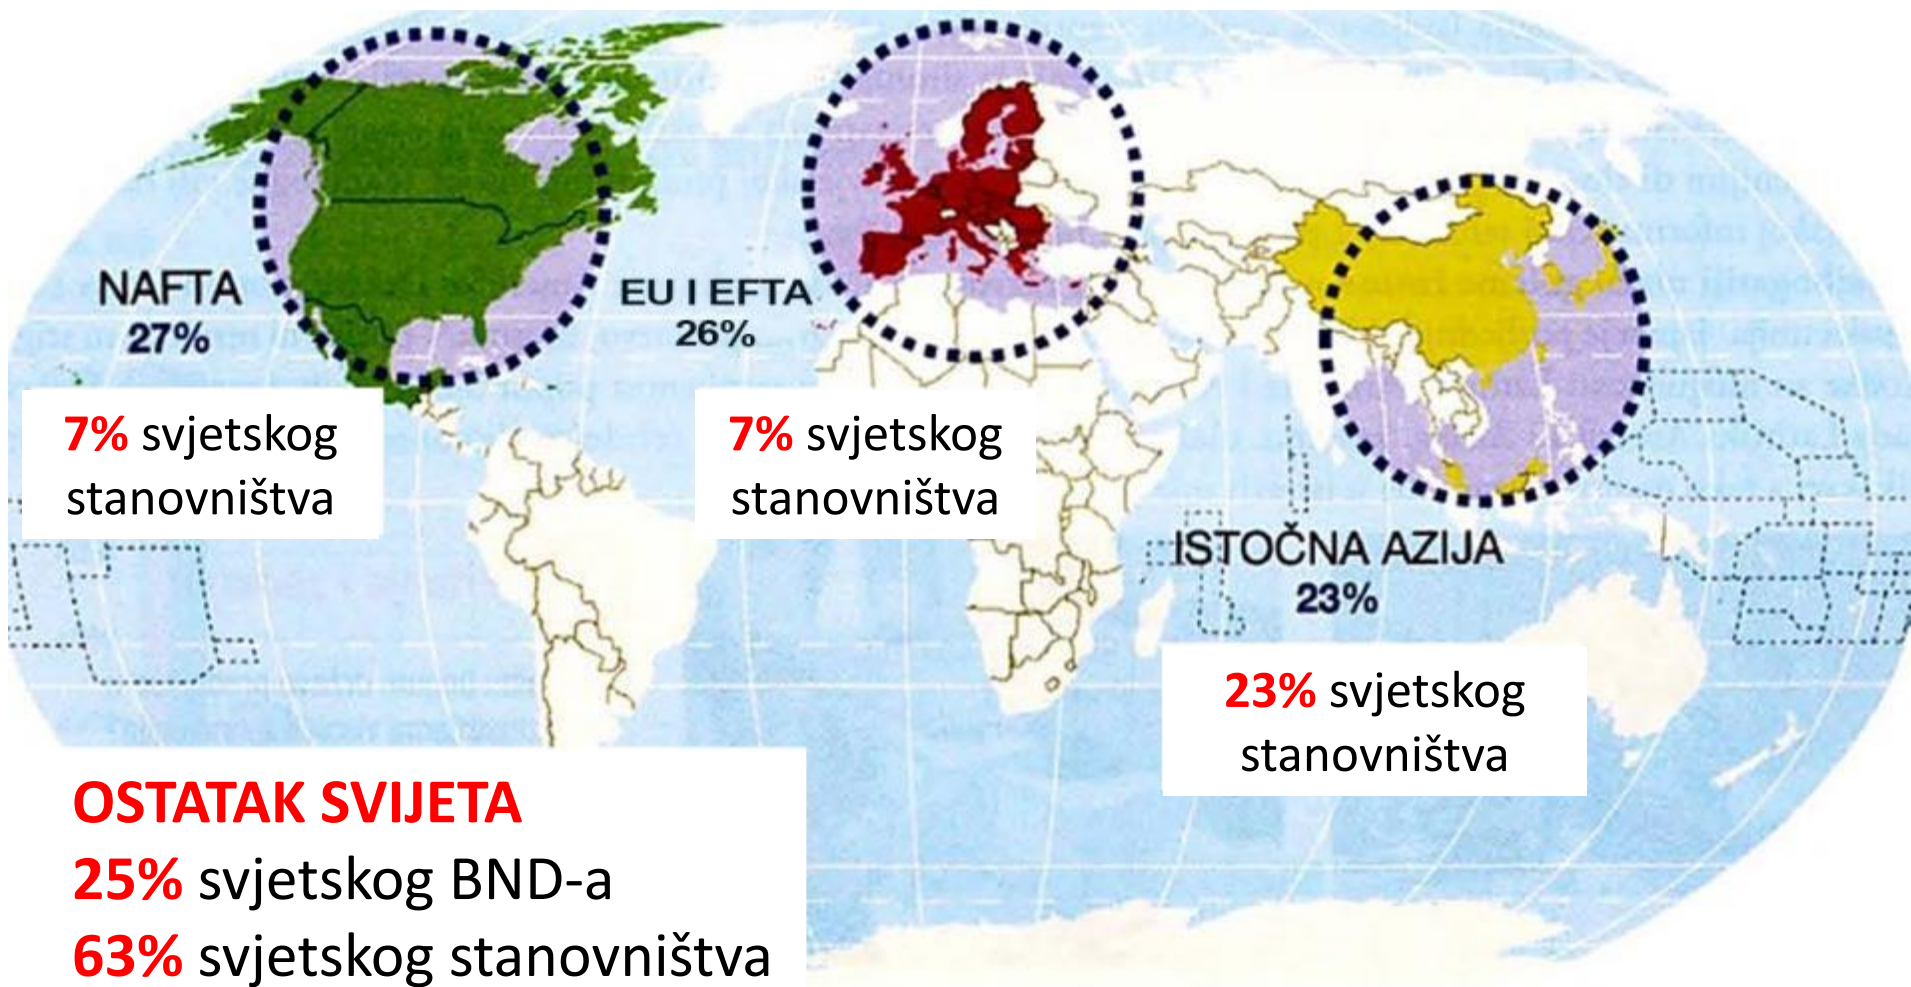 NAFTA
27%
7% svjetskog
stanovništva
EU I EFTA
26%
7% svjetskog
stanovništva
ISTOČNA AZIJA
23%
23% svjetskog
stanovništva
OSTATAK SVIJETA
25% svjetskog BND-a
63% svjetskog stanovništva